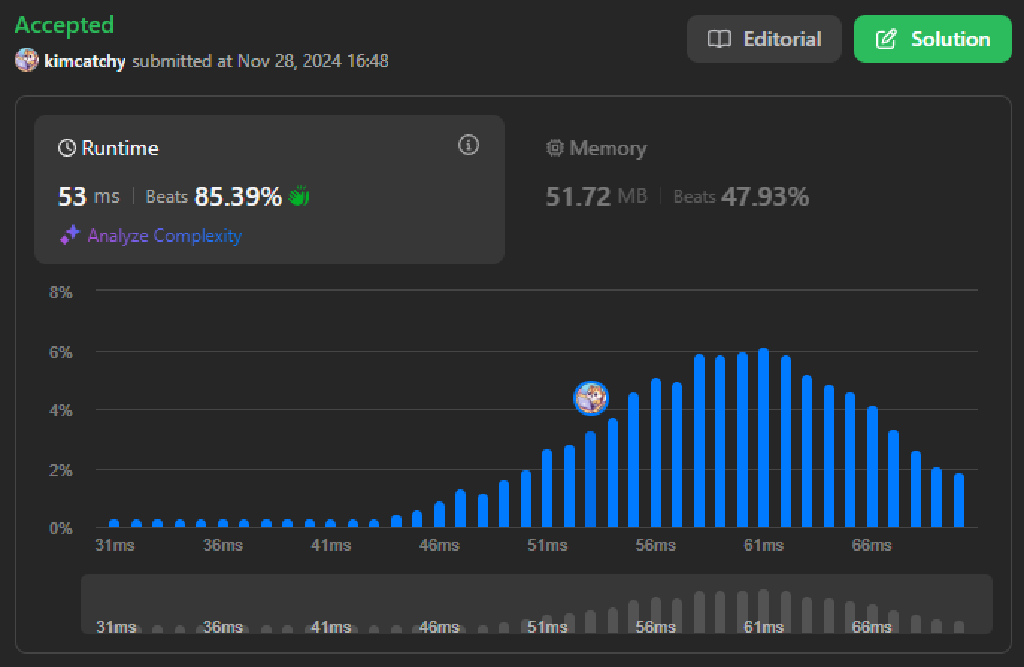 Accepted
Editorial
Solution
kimcatchy submitted at Nov 28, 2024 16:48
Runtime
Memory
53 ms Beats 85.39%
51.72 MB Beats 47.93%
Analyze Complexity
8%
6%
4%
2%
0%
31ms 36ms 41ms 46ms 51ms 56ms 61ms 66ms
31ms 36ms 41ms 46ms 51ms 56ms 61ms 66ms